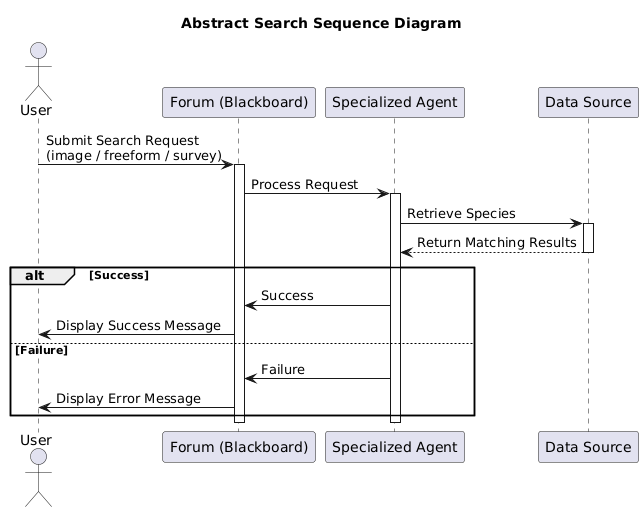 Abstract Search Sequence Diagram
User
Forum (Blackboard)
Specialized Agent
Data Source
Submit Search Request
(image / freeform / survey)
Process Request
Retrieve Species
Return Matching Results
alt
[Success]
Success
Display Success Message
[Failure]
Failure
Display Error Message
User
Forum (Blackboard)
Specialized Agent
Data Source